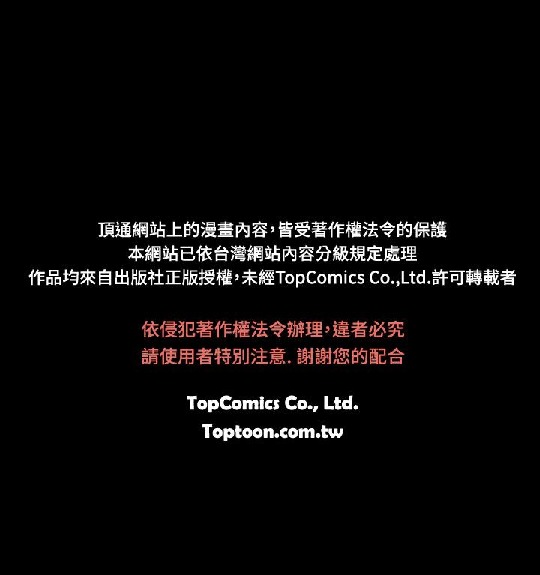 頂通網站上的漫畫內容，皆受著作權法令的保護
本網站已依台灣網站內容分級規定處理
作品均來自出版社正版授權，未經TopComics Co.,Ltd.許可轉載者
依侵犯著作權法令辦理，違者必究
請使用者特別注意. 謝謝您的配合
TopComics Co., Ltd.
Toptoon.com.tw